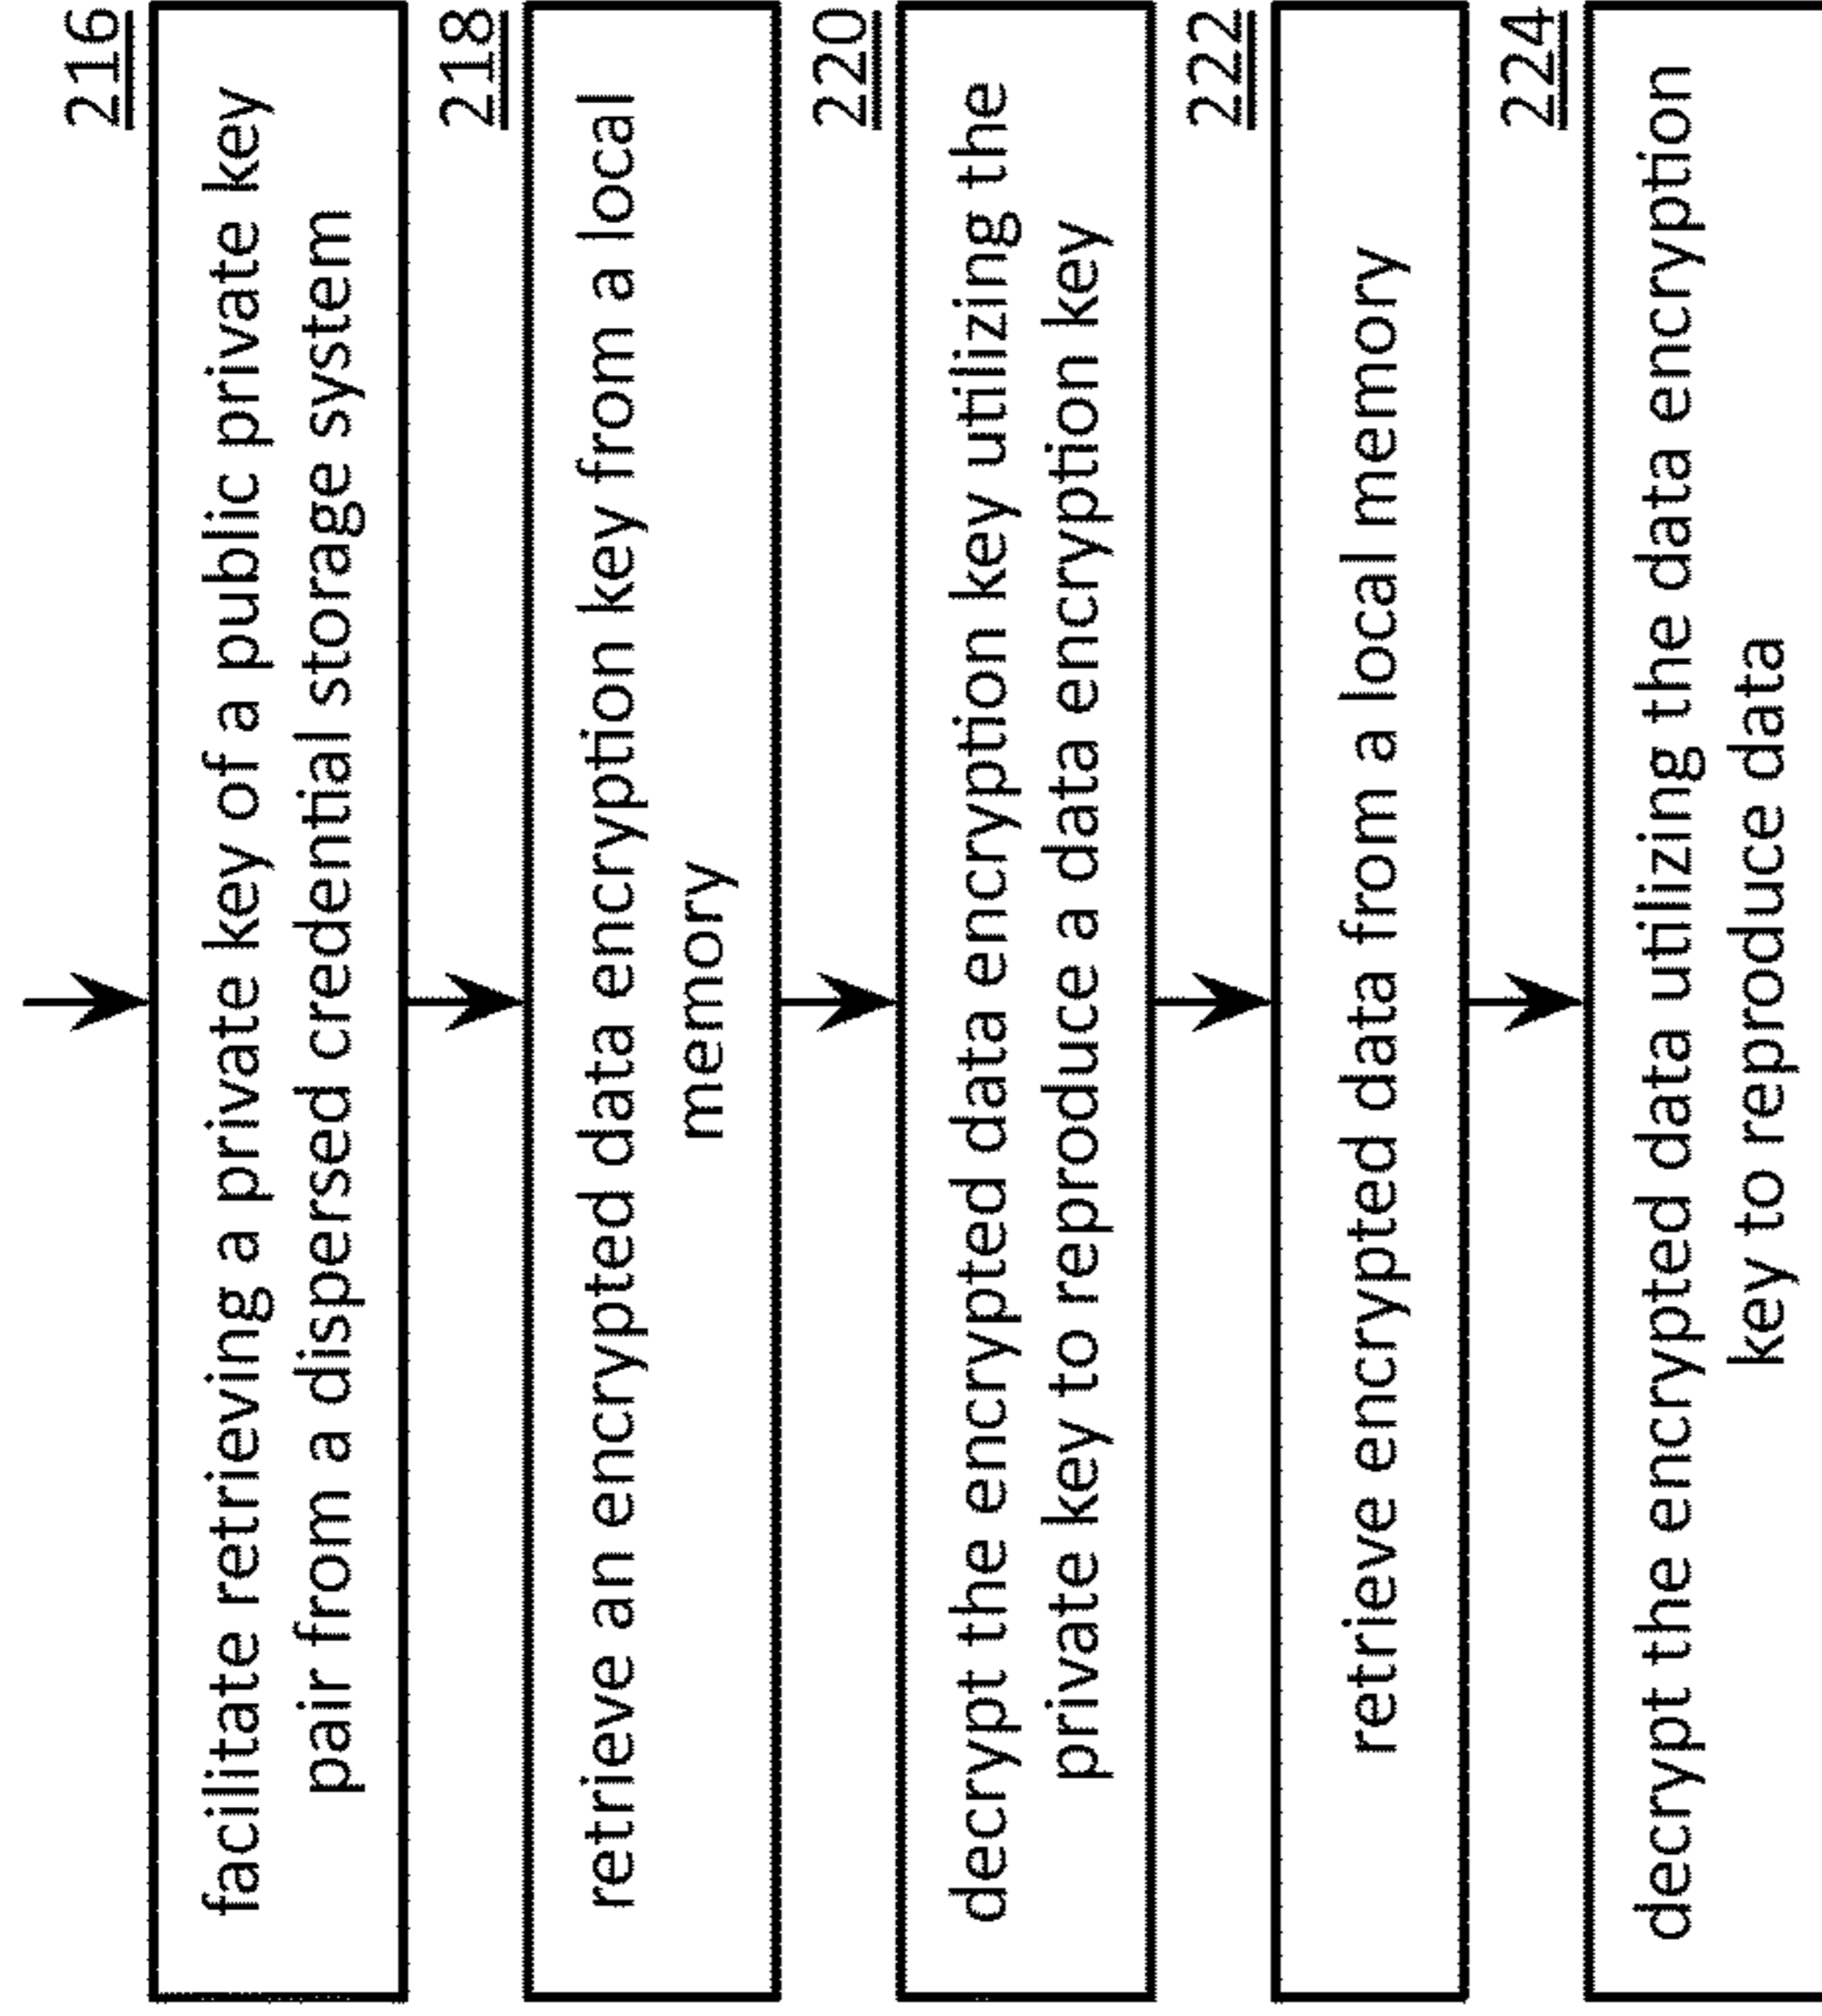 216
facilitate retrieving a private key of a public private key
pair from a dispersed credential storage system
218
retrieve an encrypted data encryption key from a local
memory
220
decrypt the encrypted data encryption key utilizing the
private key to reproduce a data encryption key
222
retrieve encrypted data from a local memory
224
decrypt the encrypted data utilizing the data encryption
key to reproduce data